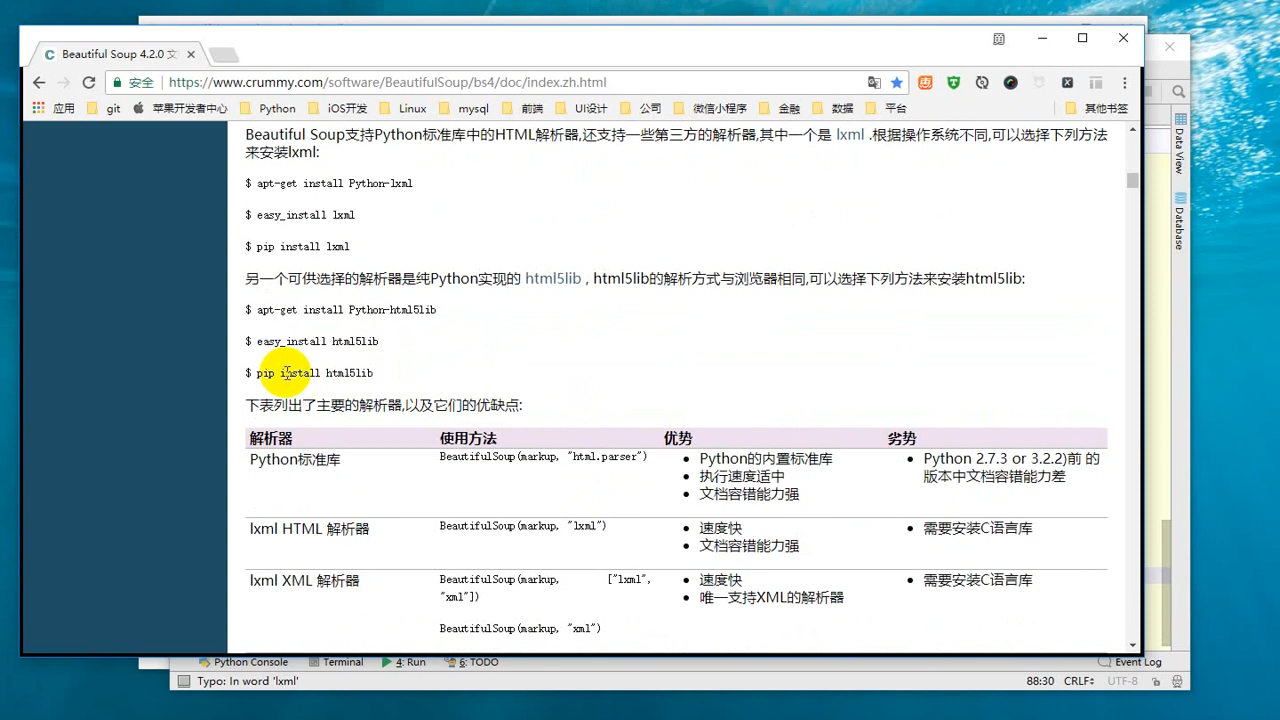 Beautiful Soup 4.2.0 文
安全 https://www.crummy.com/software/BeautifulSoup/bs4/doc/index.zh.html
应用 git 苹果开发者中心 Python iOS开发 Linux mysql 前端 UI设计 公司 微信小程序 金融 数据 平台 其他书签
Beautiful Soup支持Python标准库中的HTML解析器,还支持一些第三方的解析器,其中一个是 lxml .根据操作系统不同,可以选择下列方法
来安装lxml:
$ apt-get install Python-lxml
$ easy_install lxml
$ pip install lxml
另一个可供选择的解析器是纯Python实现的 html5lib , html5lib的解析方式与浏览器相同,可以选择下列方法来安装html5lib:
$ apt-get install Python-html5lib
$ easy_install html5lib
$ pip install html5lib
下表列出了主要的解析器,以及它们的优缺点:
解析器 使用方法 优势 劣势
Python标准库 BeautifulSoup(markup, "html.parser") Python的内置标准库 Python 2.7.3 or 3.2.2)前 的
执行速度适中 版本中文档容错能力差
文档容错能力强
lxml HTML 解析器 BeautifulSoup(markup, "lxml") 速度快 需要安装C语言库
文档容错能力强
lxml XML 解析器 BeautifulSoup(markup, ["lxml", 速度快 需要安装C语言库
"xml"]) 唯一支持XML的解析器
BeautifulSoup(markup, "xml")
Data View
Database
Python Console Terminal 4: Run 6: TODO Event Log
Typo: In word 'lxml' 88:30 CRLF UTF-8